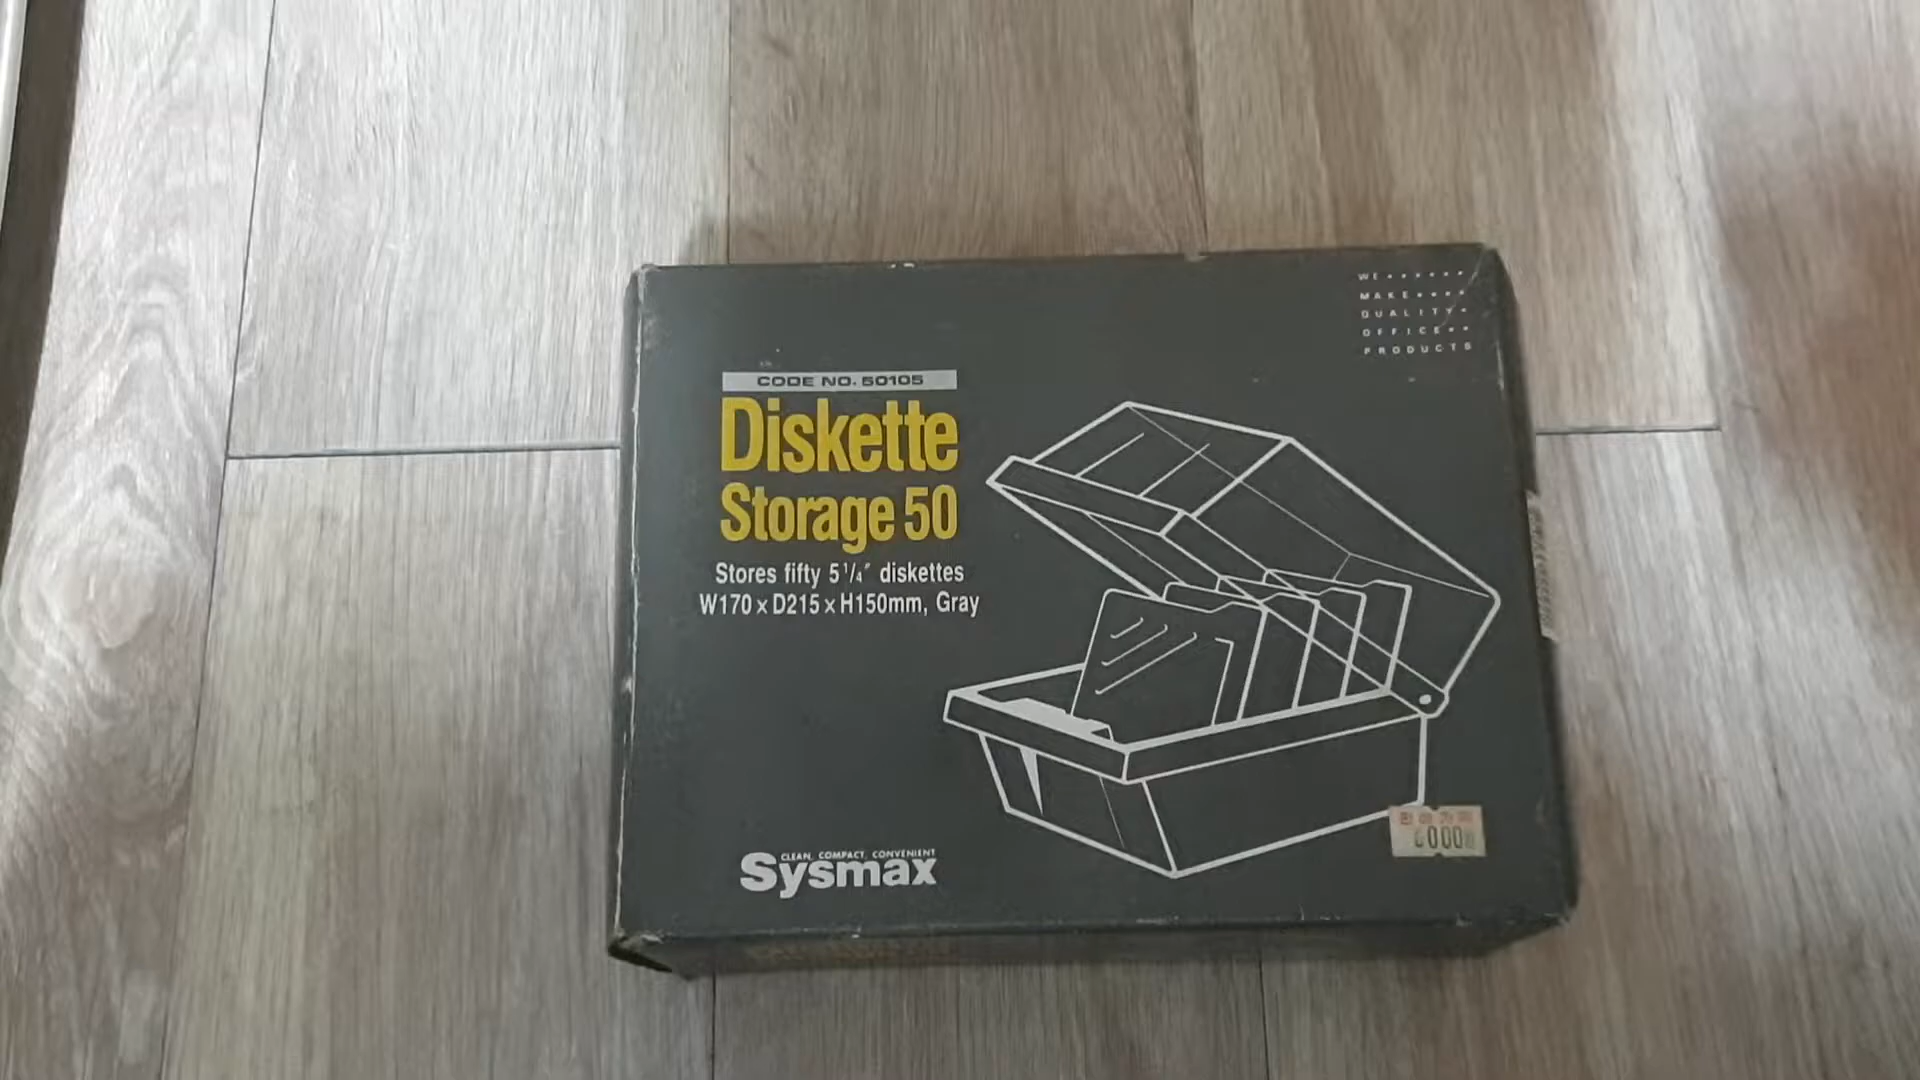 WE
MAKE
QUALITY
OFFICE
PRODUCTS
CODE NO. 50105
Diskette
Storage 50
Stores fifty 5 1/4″ diskettes
W170×D215×H150mm, Gray
CLEAN, COMPACT, CONVENIENT
Sysmax